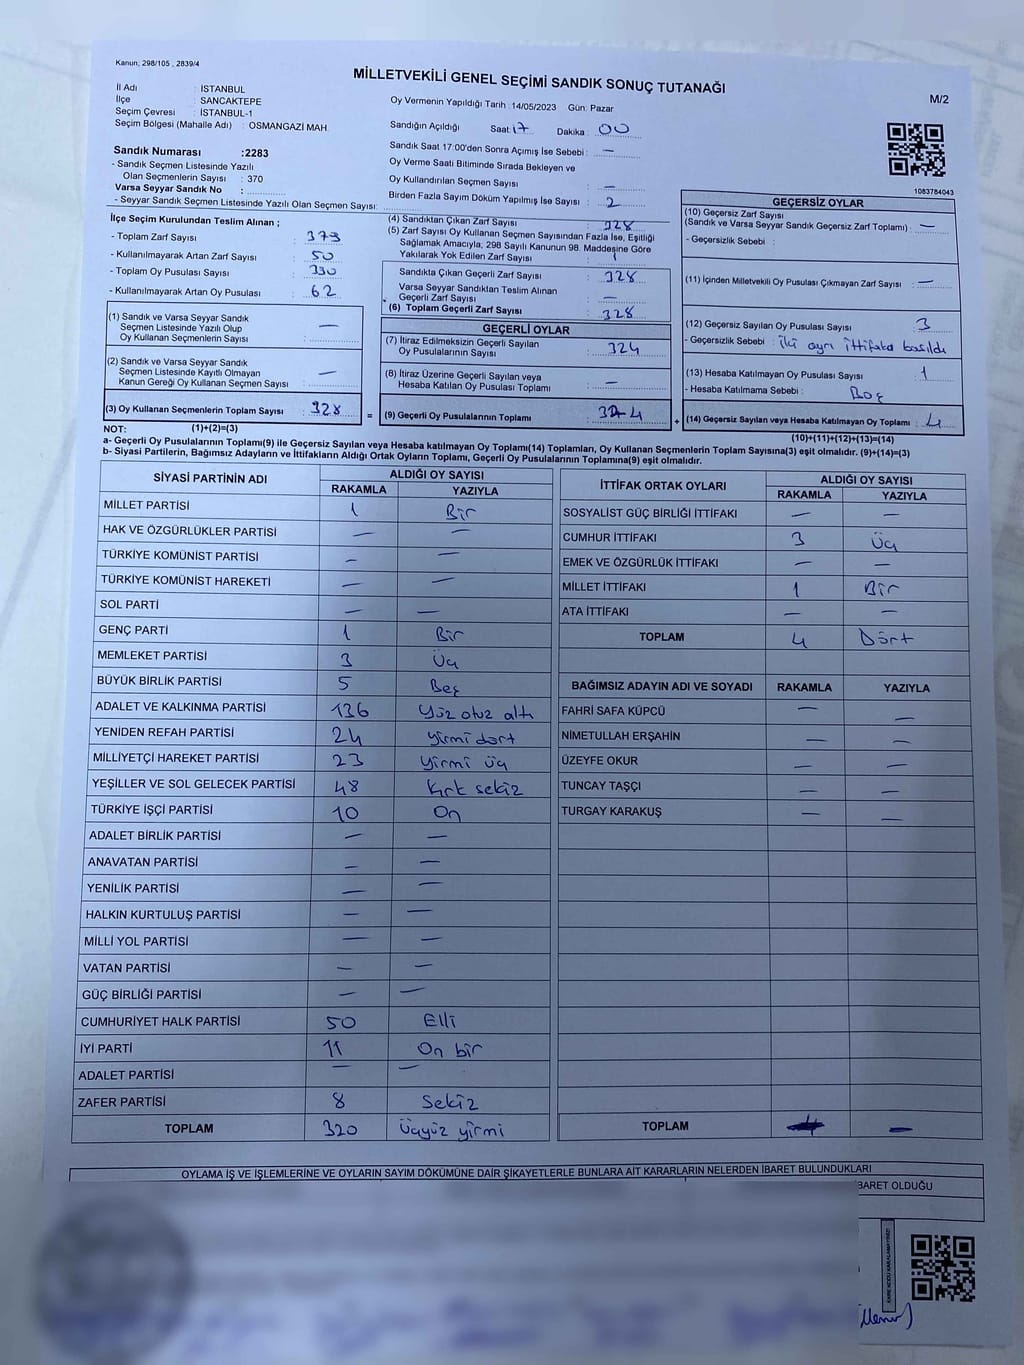 Kanun; 298/105 , 2839/4
MİLLETVEKİLİ GENEL SEÇİMİ SANDIK SONUÇ TUTANAĞI
M/2
İl Adı : İSTANBUL
İlçe : SANCAKTEPE
Seçim Çevresi : İSTANBUL-1
Seçim Bölgesi (Mahalle Adı) : OSMANGAZİ MAH.
Oy Vermenin Yapıldığı Tarih :14/05/2023 Gün: Pazar
Sandığın Açıldığı Saat 17 Dakika : 00
Sandık Saat 17:00'den Sonra Açımış İse Sebebi : —
Oy Verme Saati Bitiminde Sırada Bekleyen ve
Oy Kullandırılan Seçmen Sayısı : —
Birden Fazla Sayım Döküm Yapılmış İse Sayısı : 2
1083784043
Sandık Numarası :2283
- Sandık Seçmen Listesinde Yazılı
Olan Seçmenlerin Sayısı : 370
Varsa Seyyar Sandık No :
- Seyyar Sandık Seçmen Listesinde Yazılı Olan Seçmen Sayısı:
İlçe Seçim Kurulundan Teslim Alınan ;
- Toplam Zarf Sayısı : 373
- Kullanılmayarak Artan Zarf Sayısı : 50
- Toplam Oy Pusulası Sayısı : 330
- Kullanılmayarak Artan Oy Pusulası : 62
(1) Sandık ve Varsa Seyyar Sandık
Seçmen Listesinde Yazılı Olup
Oy Kullanan Seçmenlerin Sayısı : —
(2) Sandık ve Varsa Seyyar Sandık
Seçmen Listesinde Kayıtlı Olmayan
Kanun Gereği Oy Kullanan Seçmen Sayısı : —
(3) Oy Kullanan Seçmenlerin Toplam Sayısı : 328
(4) Sandıktan Çıkan Zarf Sayısı : 328
(5) Zarf Sayısı Oy Kullanan Seçmen Sayısından Fazla İse, Eşitliği
Sağlamak Amacıyla, 298 Sayılı Kanunun 98. Maddesine Göre
Yakılarak Yok Edilen Zarf Sayısı :
Sandıkta Çıkan Geçerli Zarf Sayısı : 328
Varsa Seyyar Sandıktan Teslim Alınan
Geçerli Zarf Sayısı : —
(6) Toplam Geçerli Zarf Sayısı : 328
GEÇERLİ OYLAR
(7) İtiraz Edilmeksizin Geçerli Sayılan
Oy Pusulalarının Sayısı : 324
(8) İtiraz Üzerine Geçerli Sayılan veya
Hesaba Katılan Oy Pusulası Toplamı : —
= (9) Geçerli Oy Pusulalarının Toplamı : 324
GEÇERSİZ OYLAR
(10) Geçersiz Zarf Sayısı
(Sandık ve Varsa Seyyar Sandık Geçersiz Zarf Toplamı) : —
- Geçersizlik Sebebi :
(11) İçinden Milletvekili Oy Pusulası Çıkmayan Zarf Sayısı : —
(12) Geçersiz Sayılan Oy Pusulası Sayısı : 3
- Geçersizlik Sebebi : İki ayrı ittifaka basıldı
(13) Hesaba Katılmayan Oy Pusulası Sayısı : 1
- Hesaba Katılmama Sebebi : Boş
+ (14) Geçersiz Sayılan veya Hesaba Katılmayan Oy Toplamı : 4
NOT: (1)+(2)=(3)
(10)+(11)+(12)+(13)=(14)
a- Geçerli Oy Pusulalarının Toplamı(9) ile Geçersiz Sayılan veya Hesaba katılmayan Oy Toplamı(14) Toplamları, Oy Kullanan Seçmenlerin Toplam Sayısına(3) eşit olmalıdır. (9)+(14)=(3)
b- Siyasi Partilerin, Bağımsız Adayların ve İttifakların Aldığı Ortak Oyların Toplamı, Geçerli Oy Pusulalarının Toplamına(9) eşit olmalıdır.
SİYASİ PARTİNİN ADI ALDIĞI OY SAYISI
RAKAMLA YAZIYLA
MİLLET PARTİSİ 1 Bir
HAK VE ÖZGÜRLÜKLER PARTİSİ — —
TÜRKİYE KOMÜNİST PARTİSİ — —
TÜRKİYE KOMÜNİST HAREKETİ — —
SOL PARTİ — —
GENÇ PARTİ 1 Bir
MEMLEKET PARTİSİ 3 Üç
BÜYÜK BİRLİK PARTİSİ 5 Beş
ADALET VE KALKINMA PARTİSİ 136 Yüz otuz altı
YENİDEN REFAH PARTİSİ 24 yirmi dört
MİLLİYETÇİ HAREKET PARTİSİ 23 Yirmi üç
YEŞİLLER VE SOL GELECEK PARTİSİ 48 Kırk sekiz
TÜRKİYE İŞÇİ PARTİSİ 10 On
ADALET BİRLİK PARTİSİ — —
ANAVATAN PARTİSİ — —
YENİLİK PARTİSİ — —
HALKIN KURTULUŞ PARTİSİ — —
MİLLİ YOL PARTİSİ — —
VATAN PARTİSİ — —
GÜÇ BİRLİĞİ PARTİSİ — —
CUMHURİYET HALK PARTİSİ 50 Elli
İYİ PARTİ 11 On bir
ADALET PARTİSİ — —
ZAFER PARTİSİ 8 Sekiz
TOPLAM 320 Üçyüz yirmi
İTTİFAK ORTAK OYLARI ALDIĞI OY SAYISI
RAKAMLA YAZIYLA
SOSYALİST GÜÇ BİRLİĞİ İTTİFAKI — —
CUMHUR İTTİFAKI 3 Üç
EMEK VE ÖZGÜRLÜK İTTİFAKI — —
MİLLET İTTİFAKI 1 Bir
ATA İTTİFAKI — —
TOPLAM 4 Dört
BAĞIMSIZ ADAYIN ADI VE SOYADI RAKAMLA YAZIYLA
FAHRİ SAFA KÜPCÜ — —
NİMETULLAH ERŞAHİN — —
ÜZEYFE OKUR — —
TUNCAY TAŞÇI — —
TURGAY KARAKUŞ — —
TOPLAM —
OYLAMA İŞ VE İŞLEMLERİNE VE OYLARIN SAYIM DÖKÜMÜNE DAİR ŞİKAYETLERLE BUNLARA AİT KARARLARIN NELERDEN İBARET BULUNDUKLARI
BARET OLDUĞU